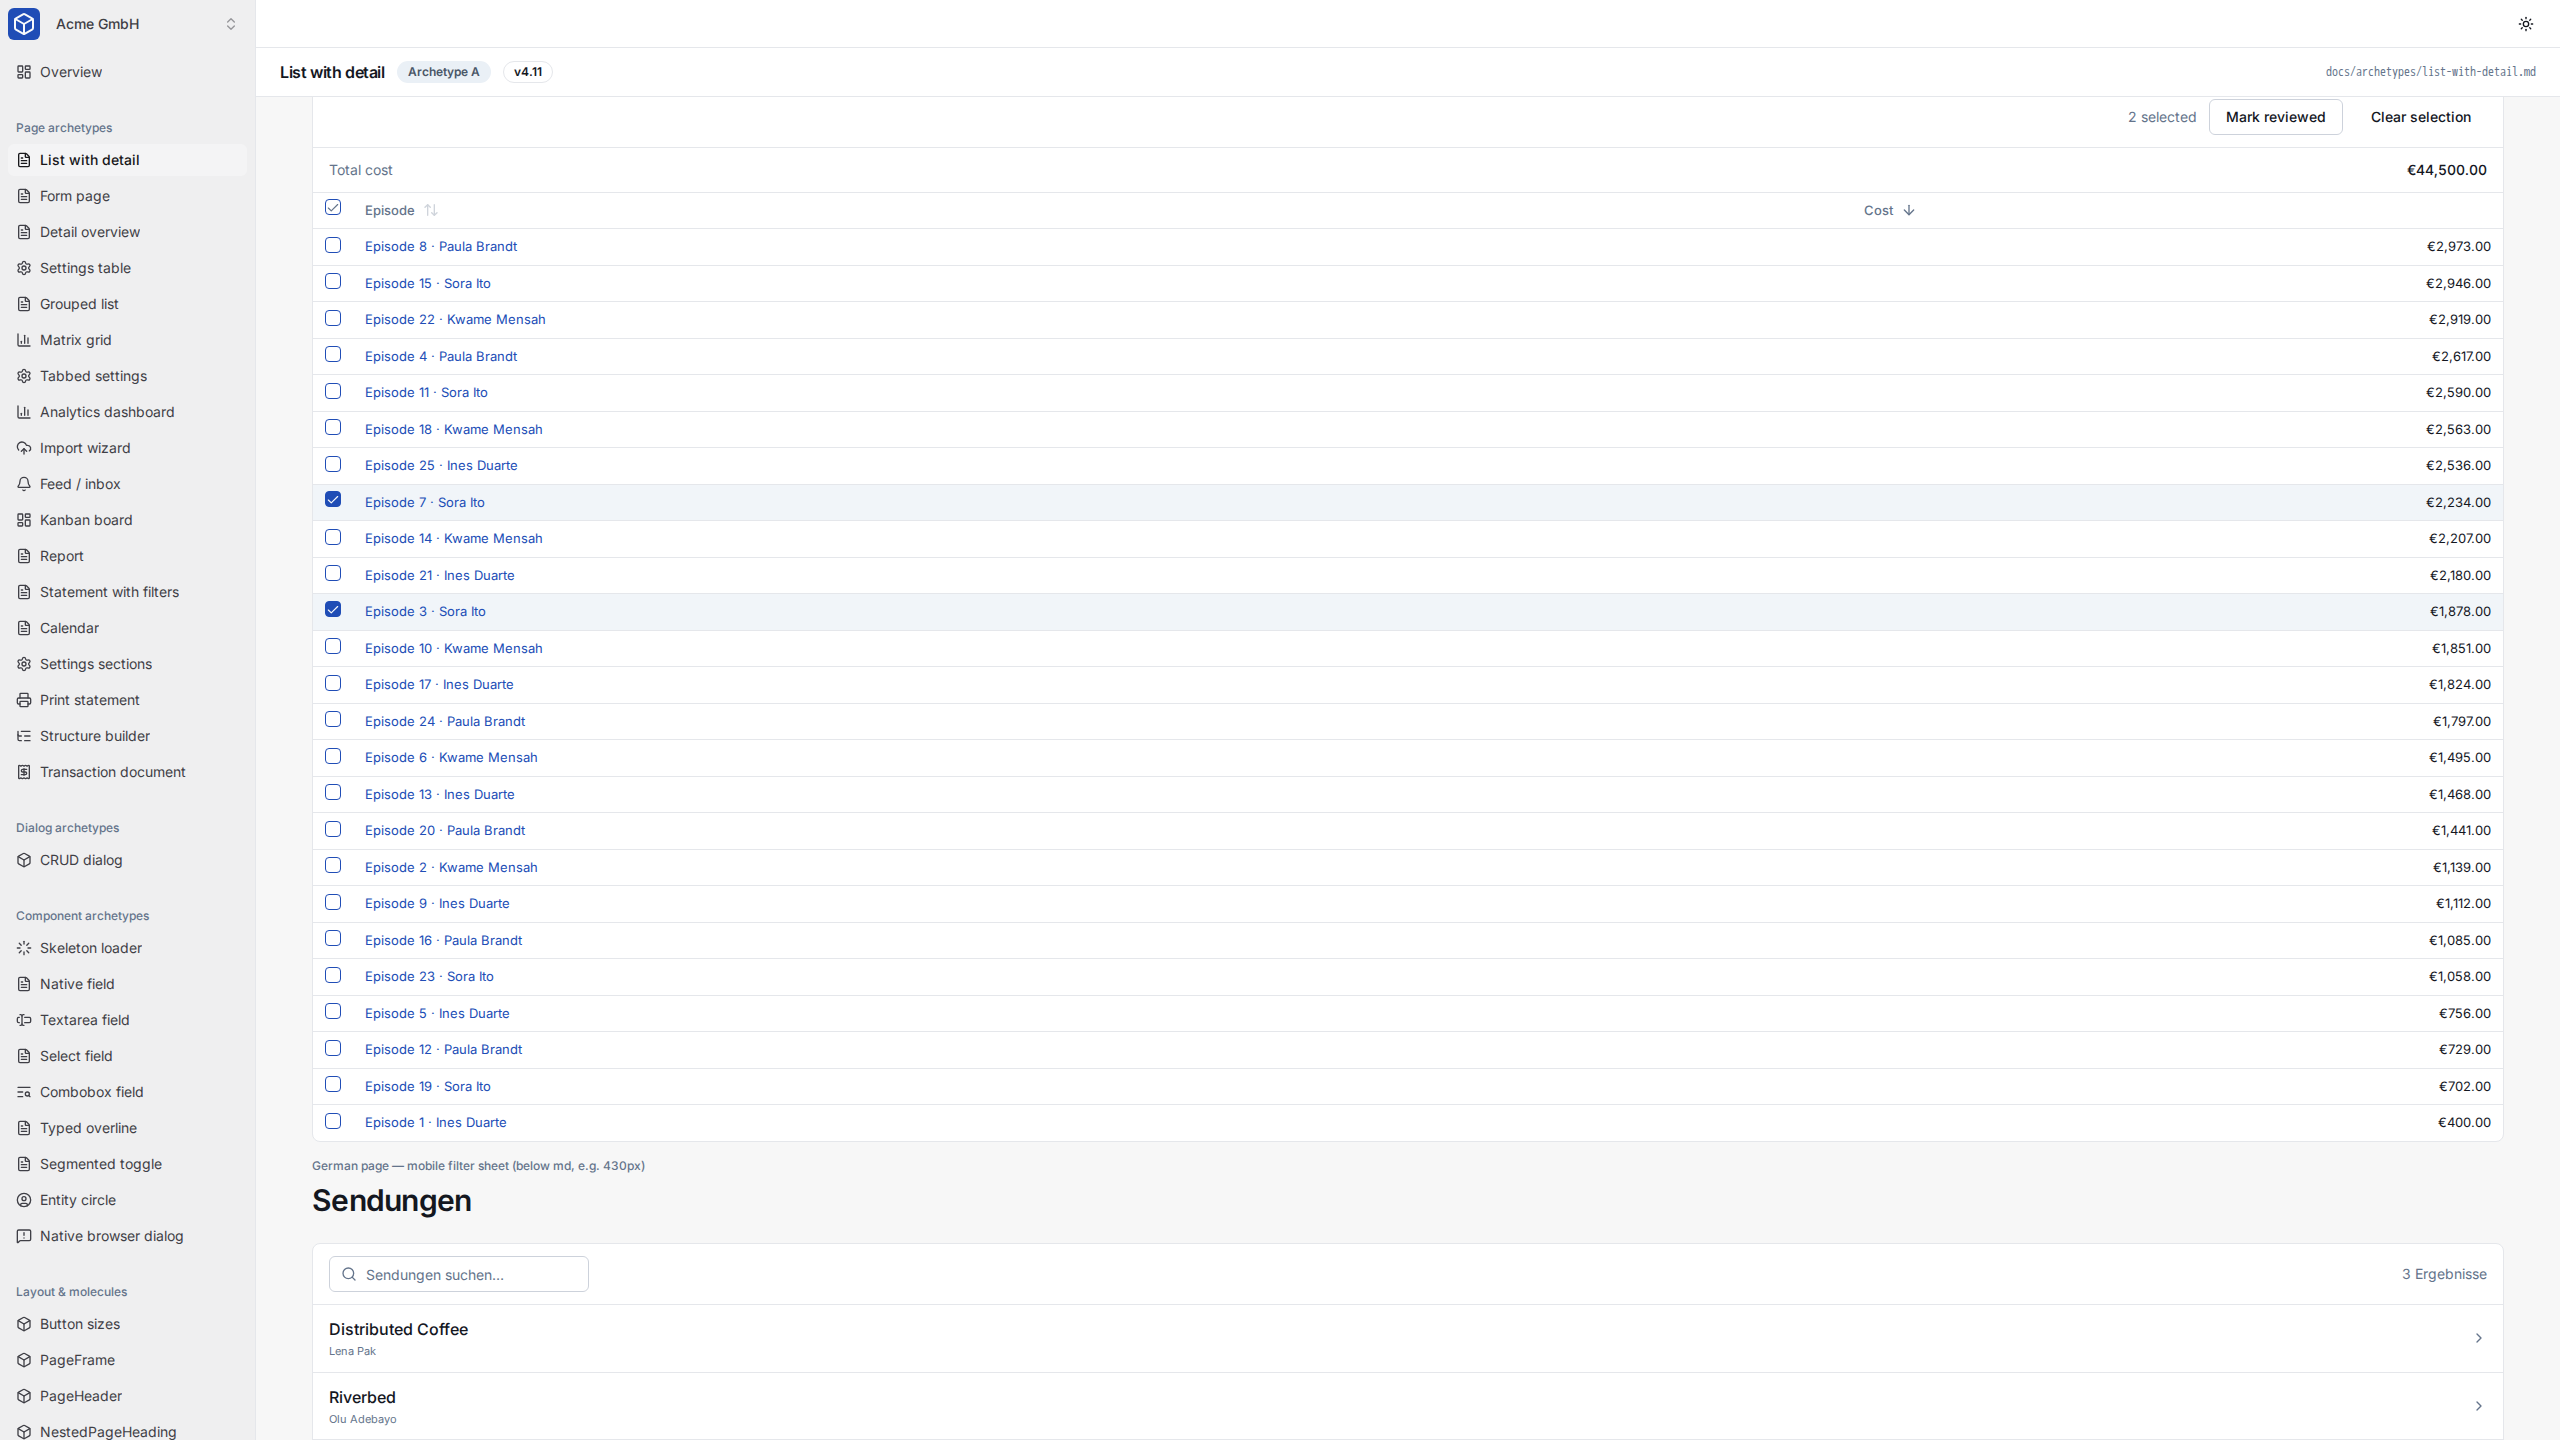 Acme GmbH
Overview
Page archetypes
List with detail
Form page
Detail overview
Settings table
Grouped list
Matrix grid
Tabbed settings
Analytics dashboard
Import wizard
Feed / inbox
Kanban board
Report
Statement with filters
Calendar
Settings sections
Print statement
Structure builder
Transaction document
Dialog archetypes
CRUD dialog
Component archetypes
Skeleton loader
Native field
Textarea field
Select field
Combobox field
Typed overline
Segmented toggle
Entity circle
Native browser dialog
Layout & molecules
Button sizes
PageFrame
PageHeader
NestedPageHeading
List with detail Archetype A v4.11 docs/archetypes/list-with-detail.md
2 selected Mark reviewed Clear selection
Total cost €44,500.00
Episode Cost
Episode 8 · Paula Brandt €2,973.00
Episode 15 · Sora Ito €2,946.00
Episode 22 · Kwame Mensah €2,919.00
Episode 4 · Paula Brandt €2,617.00
Episode 11 · Sora Ito €2,590.00
Episode 18 · Kwame Mensah €2,563.00
Episode 25 · Ines Duarte €2,536.00
Episode 7 · Sora Ito €2,234.00
Episode 14 · Kwame Mensah €2,207.00
Episode 21 · Ines Duarte €2,180.00
Episode 3 · Sora Ito €1,878.00
Episode 10 · Kwame Mensah €1,851.00
Episode 17 · Ines Duarte €1,824.00
Episode 24 · Paula Brandt €1,797.00
Episode 6 · Kwame Mensah €1,495.00
Episode 13 · Ines Duarte €1,468.00
Episode 20 · Paula Brandt €1,441.00
Episode 2 · Kwame Mensah €1,139.00
Episode 9 · Ines Duarte €1,112.00
Episode 16 · Paula Brandt €1,085.00
Episode 23 · Sora Ito €1,058.00
Episode 5 · Ines Duarte €756.00
Episode 12 · Paula Brandt €729.00
Episode 19 · Sora Ito €702.00
Episode 1 · Ines Duarte €400.00
German page — mobile filter sheet (below md, e.g. 430px)
Sendungen
Sendungen suchen... 3 Ergebnisse
Distributed Coffee
Lena Pak
Riverbed
Olu Adebayo